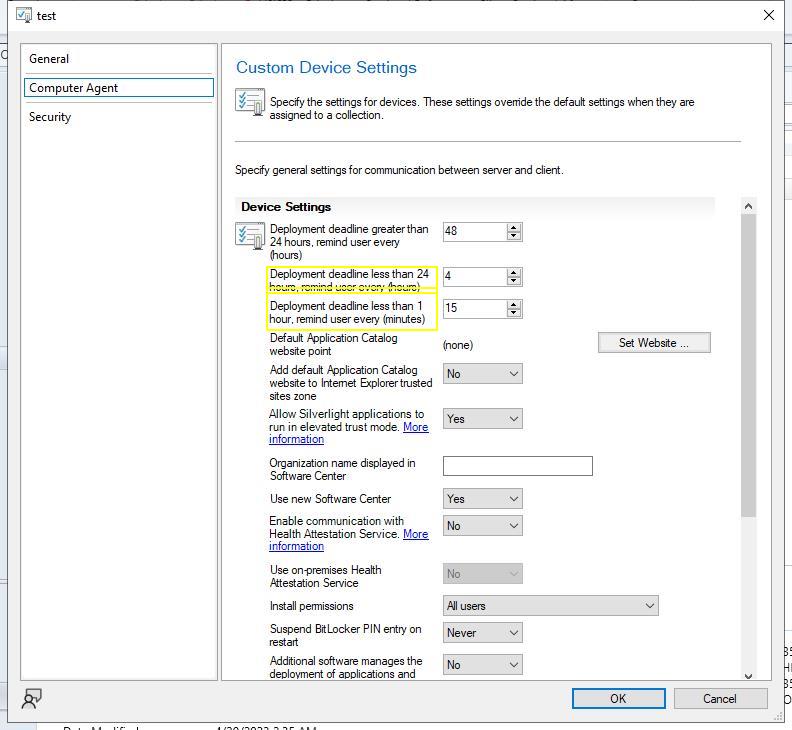 test
General
Computer Agent
Security
Custom Device Settings
Specify the settings for devices. These settings override the default settings when they are
assigned to a collection.
Specify general settings for communication between server and client.
Device Settings
Deployment deadline greater than
24 hours, remind user every
(hours)
48
Deployment deadline less than 24
hours, remind user every (hours)
4
Deployment deadline less than 1
hour, remind user every (minutes)
15
Default Application Catalog
website point
(none)
Set Website ...
Add default Application Catalog
website to Internet Explorer trusted
sites zone
No
Allow Silverlight applications to
run in elevated trust mode. More
information
Yes
Organization name displayed in
Software Center
Use new Software Center
Yes
Enable communication with
Health Attestation Service. More
information
No
Use on-premises Health
Attestation Service
No
Install permissions
All users
Suspend BitLocker PIN entry on
restart
Never
Additional software manages the
deployment of applications and
No
OK
Cancel